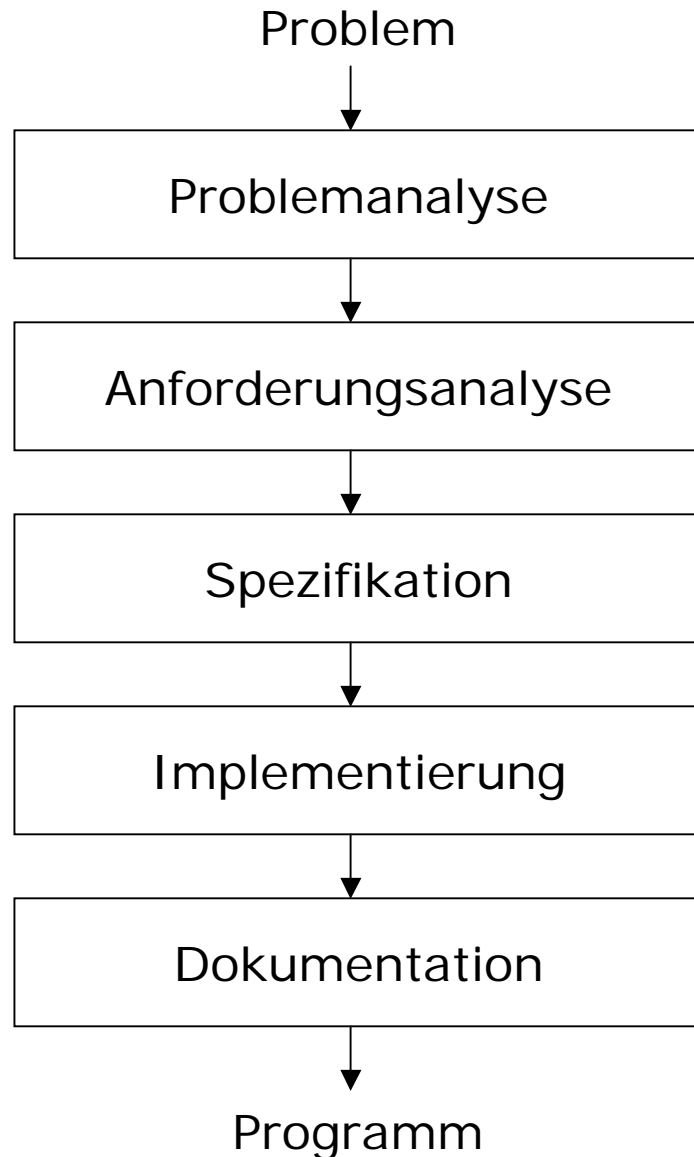 Problem
Problemanalyse
Anforderungsanalyse
Spezifikation
Implementierung
Dokumentation
Programm